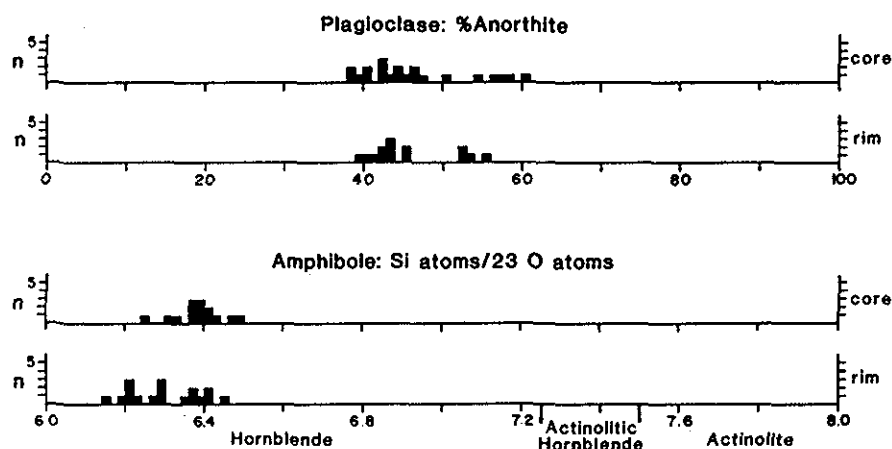 Plagioclase: %Anorthite
5
n
core
5
n
rim
0 20 40 60 80 100
Amphibole: Si atoms/23 O atoms
5
n
core
5
n
rim
6.0 6.4 6.8 7.2 7.6 8.0
Hornblende Actinolitic Hornblende Actinolite